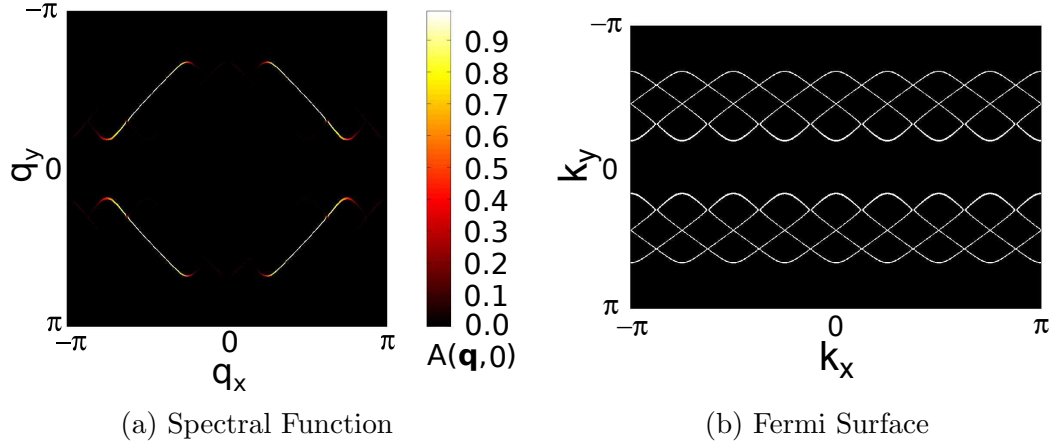 −π
q_y
0
π
−π
0
π
q_x
0.9
0.8
0.7
0.6
0.5
0.4
0.3
0.2
0.1
0.0
A(q,0)
(a) Spectral Function
−π
k_y
0
π
−π
0
π
k_x
(b) Fermi Surface